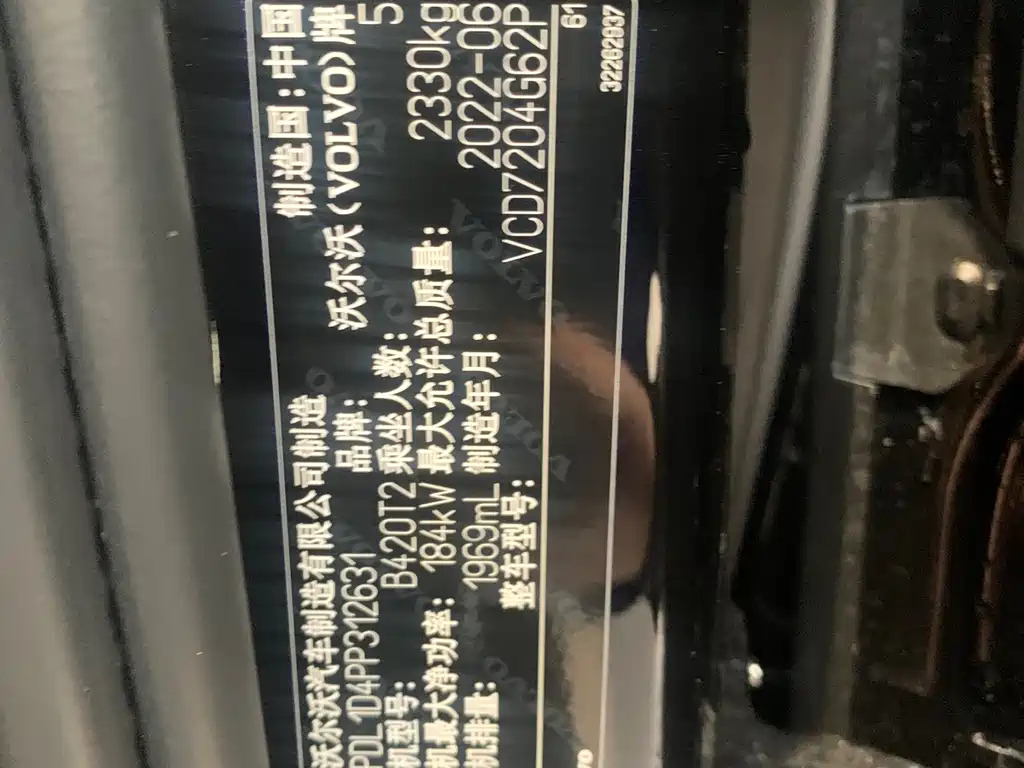 沃尔沃汽车制造有限公司制造 制造国:中国
PDL1D4PP312631 品牌: 沃尔沃(VOLVO)牌
机型号: B420T2 乘坐人数: 5
机最大净功率: 184kW 最大允许总质量: 2330kg
机排量: 1969mL 制造年月: 2022-06
整车型号: VCD7204G62P
61
32262037